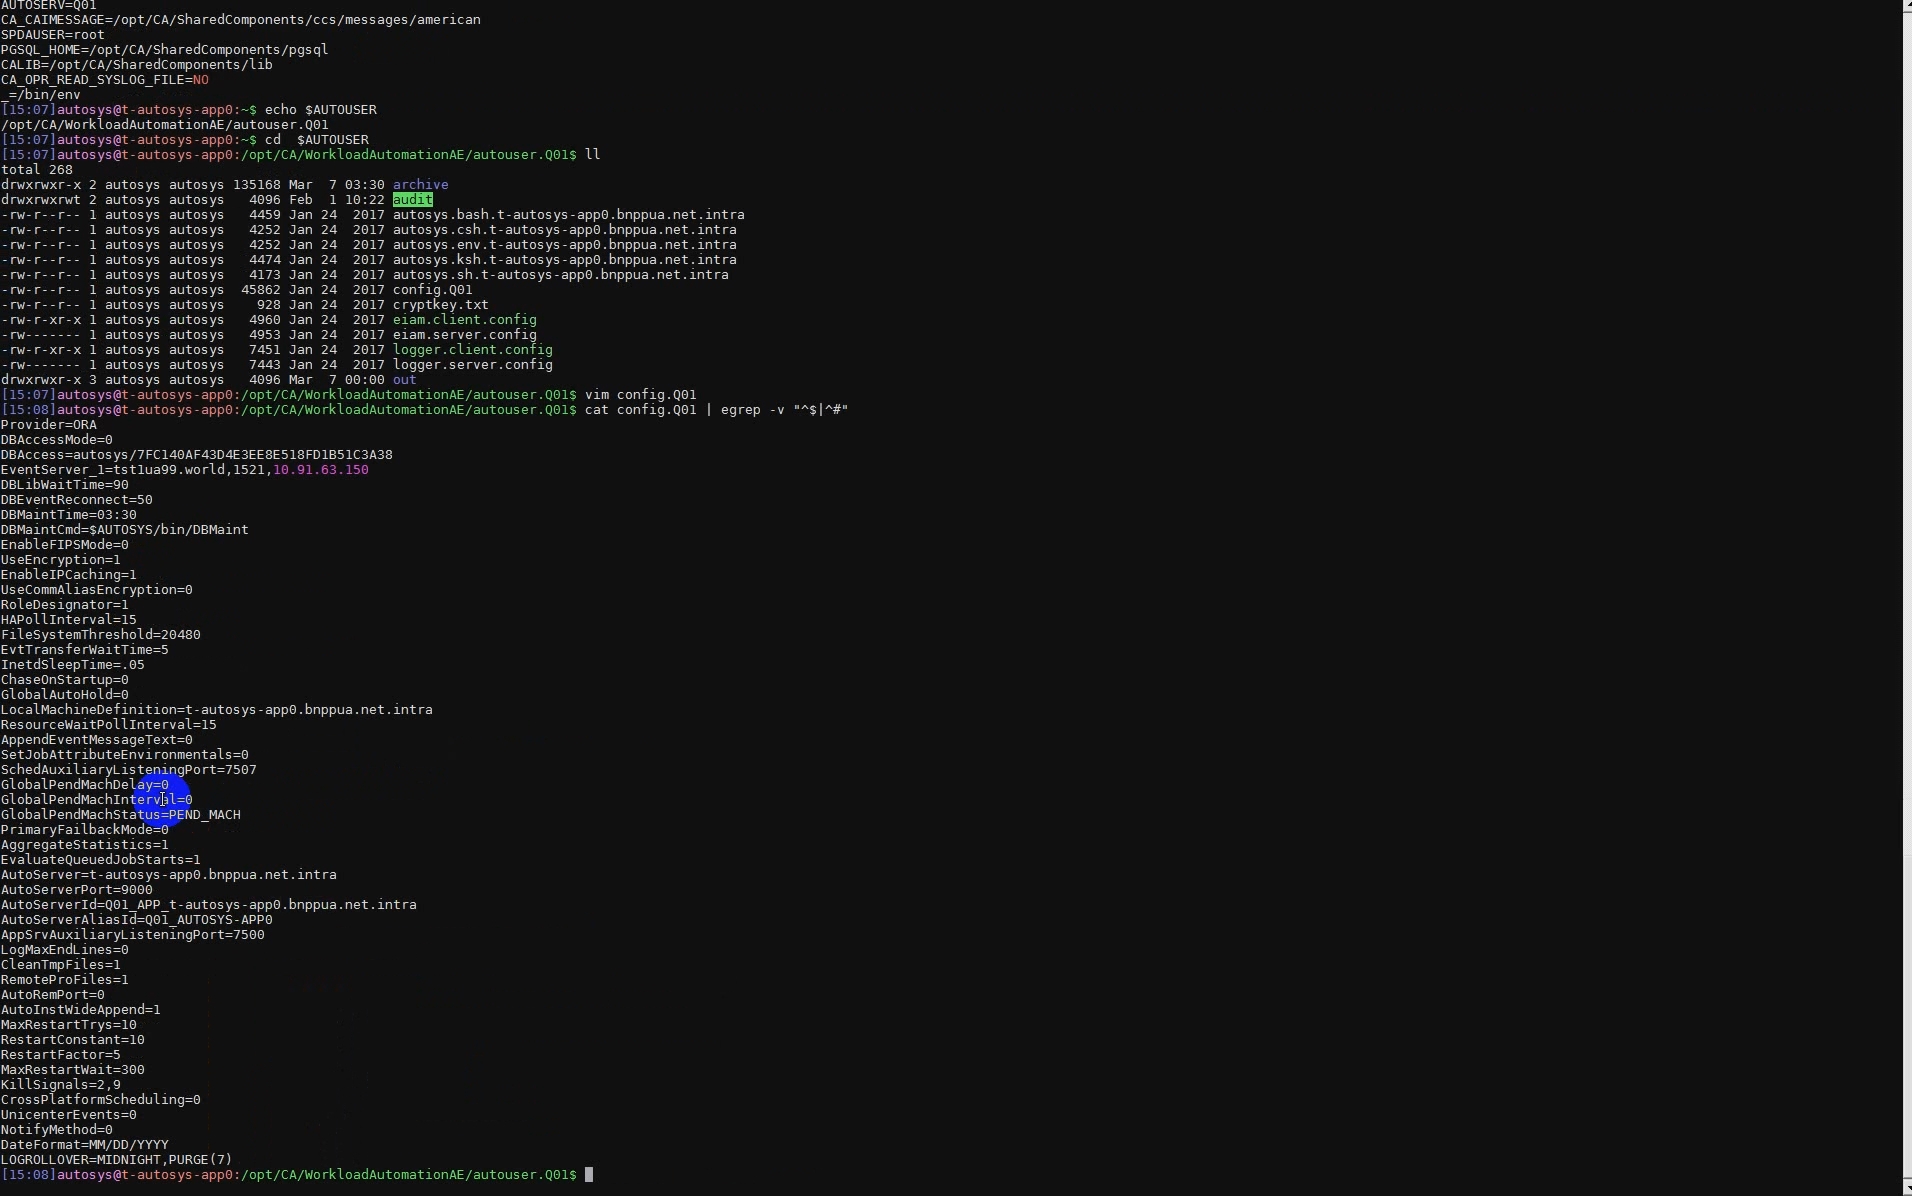 AUTOSERV=Q01
CA_CAIMESSAGE=/opt/CA/SharedComponents/ccs/messages/american
SPDAUSER=root
PGSQL_HOME=/opt/CA/SharedComponents/pgsql
CALIB=/opt/CA/SharedComponents/lib
CA_OPR_READ_SYSLOG_FILE=NO
_=/bin/env
[15:07]autosys@t-autosys-app0:~$ echo $AUTOUSER
/opt/CA/WorkloadAutomationAE/autouser.Q01
[15:07]autosys@t-autosys-app0:~$ cd  $AUTOUSER
[15:07]autosys@t-autosys-app0:/opt/CA/WorkloadAutomationAE/autouser.Q01$ ll
total 268
drwxrwxr-x 2 autosys autosys 135168 Mar  7 03:30 archive
drwxrwxrwt 2 autosys autosys   4096 Feb  1 10:22 audit
-rw-r--r-- 1 autosys autosys   4459 Jan 24  2017 autosys.bash.t-autosys-app0.bnppua.net.intra
-rw-r--r-- 1 autosys autosys   4252 Jan 24  2017 autosys.csh.t-autosys-app0.bnppua.net.intra
-rw-r--r-- 1 autosys autosys   4252 Jan 24  2017 autosys.env.t-autosys-app0.bnppua.net.intra
-rw-r--r-- 1 autosys autosys   4474 Jan 24  2017 autosys.ksh.t-autosys-app0.bnppua.net.intra
-rw-r--r-- 1 autosys autosys   4173 Jan 24  2017 autosys.sh.t-autosys-app0.bnppua.net.intra
-rw-r--r-- 1 autosys autosys  45862 Jan 24  2017 config.Q01
-rw-r--r-- 1 autosys autosys    928 Jan 24  2017 cryptkey.txt
-rw-r-xr-x 1 autosys autosys   4960 Jan 24  2017 eiam.client.config
-rw------- 1 autosys autosys   4953 Jan 24  2017 eiam.server.config
-rw-r-xr-x 1 autosys autosys   7451 Jan 24  2017 logger.client.config
-rw------- 1 autosys autosys   7443 Jan 24  2017 logger.server.config
drwxrwxr-x 3 autosys autosys   4096 Mar  7 00:00 out
[15:07]autosys@t-autosys-app0:/opt/CA/WorkloadAutomationAE/autouser.Q01$ vim config.Q01
[15:08]autosys@t-autosys-app0:/opt/CA/WorkloadAutomationAE/autouser.Q01$ cat config.Q01 | egrep -v "^$|^#"
Provider=ORA
DBAccessMode=0
DBAccess=autosys/7FC140AF43D4E3EE8E518FD1B51C3A38
EventServer_1=tst1ua99.world,1521,10.91.63.150
DBLibWaitTime=90
DBEventReconnect=50
DBMaintTime=03:30
DBMaintCmd=$AUTOSYS/bin/DBMaint
EnableFIPSMode=0
UseEncryption=1
EnableIPCaching=1
UseCommAliasEncryption=0
RoleDesignator=1
HAPollInterval=15
FileSystemThreshold=20480
EvtTransferWaitTime=5
InetdSleepTime=.05
ChaseOnStartup=0
GlobalAutoHold=0
LocalMachineDefinition=t-autosys-app0.bnppua.net.intra
ResourceWaitPollInterval=15
AppendEventMessageText=0
SetJobAttributeEnvironmentals=0
SchedAuxiliaryListeningPort=7507
GlobalPendMachDelay=0
GlobalPendMachInterval=0
GlobalPendMachStatus=PEND_MACH
PrimaryFailbackMode=0
AggregateStatistics=1
EvaluateQueuedJobStarts=1
AutoServer=t-autosys-app0.bnppua.net.intra
AutoServerPort=9000
AutoServerId=Q01_APP_t-autosys-app0.bnppua.net.intra
AutoServerAliasId=Q01_AUTOSYS-APP0
AppSrvAuxiliaryListeningPort=7500
LogMaxEndLines=0
CleanTmpFiles=1
RemoteProFiles=1
AutoRemPort=0
AutoInstWideAppend=1
MaxRestartTrys=10
RestartConstant=10
RestartFactor=5
MaxRestartWait=300
KillSignals=2,9
CrossPlatformScheduling=0
UnicenterEvents=0
NotifyMethod=0
DateFormat=MM/DD/YYYY
LOGROLLOVER=MIDNIGHT,PURGE(7)
[15:08]autosys@t-autosys-app0:/opt/CA/WorkloadAutomationAE/autouser.Q01$